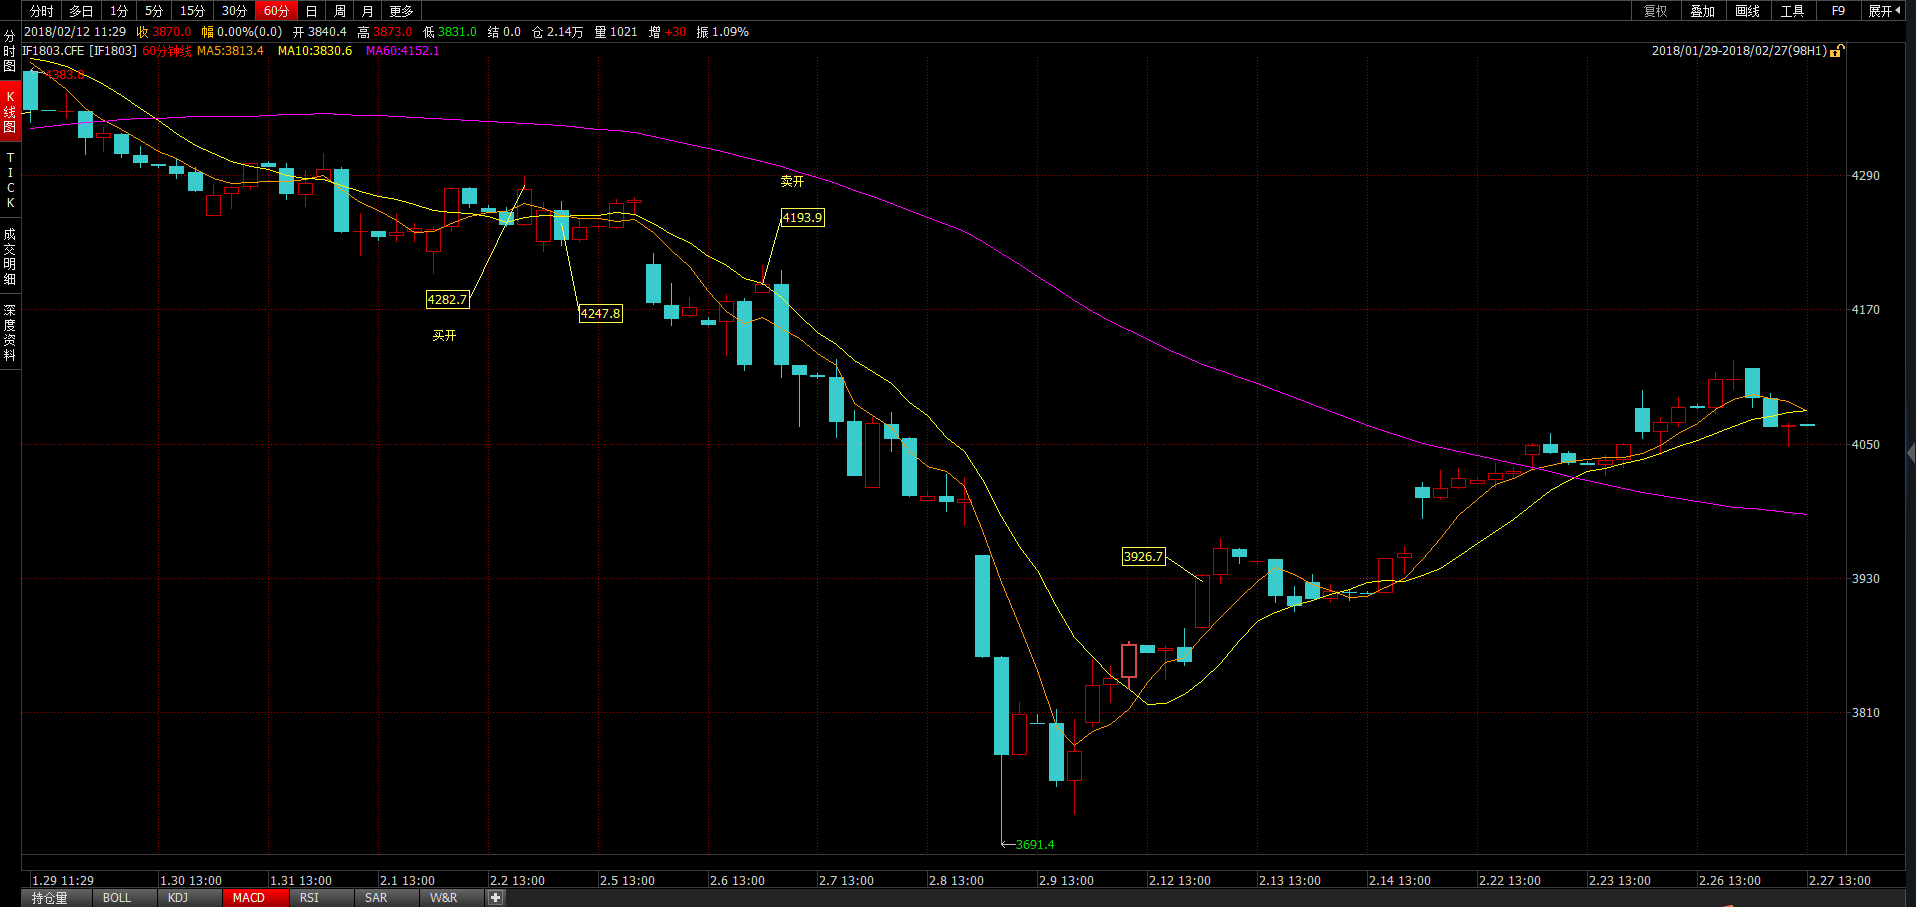 分时 多日 1分 5分 15分 30分 60分 日 周 月 更多 复权 叠加 画线 工具 F9 展开
2018/02/12 11:29 收 3870.0 幅 0.00%(0.0) 开 3840.4 高 3873.0 低 3831.0 结 0.0 仓 2.14万 量 1021 增 +30 振 1.09%
IF1803.CFE [IF1803] 60分钟线 MA5:3813.4 MA10:3830.6 MA60:4152.1 2018/01/29-2018/02/27(98H1)
分时图
K线图
TICK
成交明细
深度资料
4383.8
卖开
4290
4193.9
4282.7
4170
4247.8
买开
4050
3926.7
3930
3810
3691.4
1.29 11:29 1.30 13:00 1.31 13:00 2.1 13:00 2.2 13:00 2.5 13:00 2.6 13:00 2.7 13:00 2.8 13:00 2.9 13:00 2.12 13:00 2.13 13:00 2.14 13:00 2.22 13:00 2.23 13:00 2.26 13:00 2.27 13:00
持仓量 BOLL KDJ MACD RSI SAR W&R